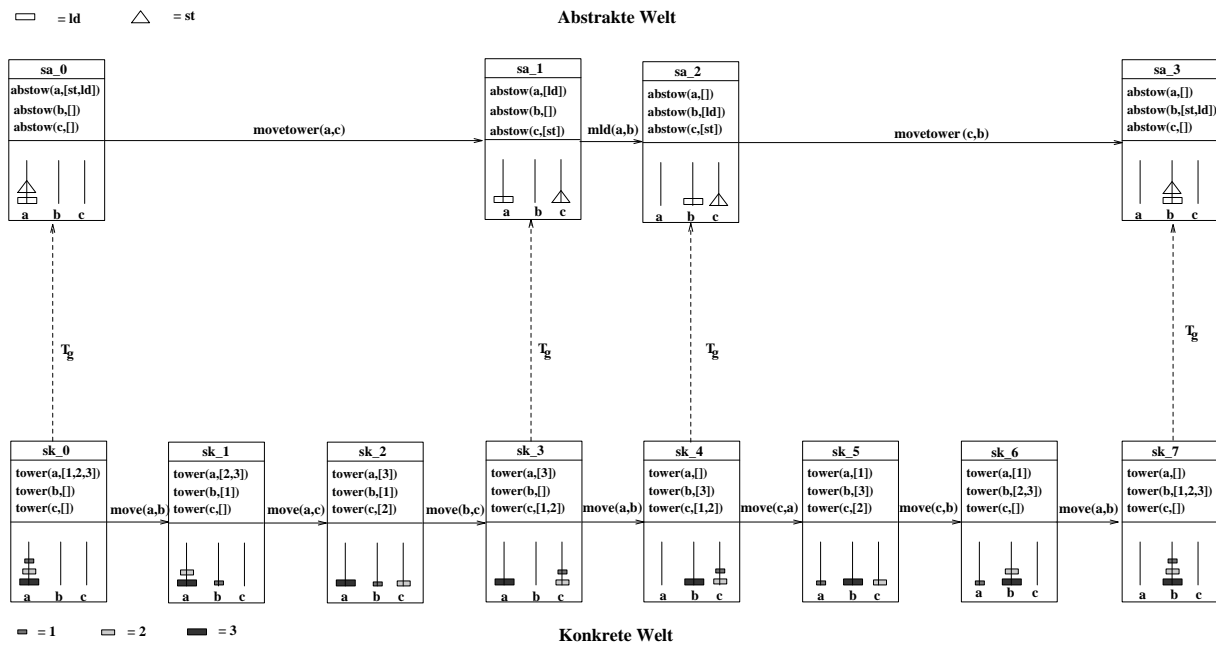 = ld
= st
Abstrakte Welt
sa_0
abstow(a,[st,ld])
abstow(b,[])
abstow(c,[])
a b c
movetower(a,c)
sa_1
abstow(a,[ld])
abstow(b,[])
abstow(c,[st])
a b c
mld(a,b)
sa_2
abstow(a,[])
abstow(b,[ld])
abstow(c,[st])
a b c
movetower (c,b)
sa_3
abstow(a,[])
abstow(b,[st,ld])
abstow(c,[])
a b c
Tg
Tg
Tg
Tg
sk_0
tower(a,[1,2,3])
tower(b,[])
tower(c,[])
a b c
move(a,b)
sk_1
tower(a,[2,3])
tower(b,[1])
tower(c,[])
a b c
move(a,c)
sk_2
tower(a,[3])
tower(b,[1])
tower(c,[2])
a b c
move(b,c)
sk_3
tower(a,[3])
tower(b,[])
tower(c,[1,2])
a b c
move(a,b)
sk_4
tower(a,[])
tower(b,[3])
tower(c,[1,2])
a b c
move(c,a)
sk_5
tower(a,[1])
tower(b,[3])
tower(c,[2])
a b c
move(c,b)
sk_6
tower(a,[1])
tower(b,[2,3])
tower(c,[])
a b c
move(a,b)
sk_7
tower(a,[])
tower(b,[1,2,3])
tower(c,[])
a b c
= 1
= 2
= 3
Konkrete Welt